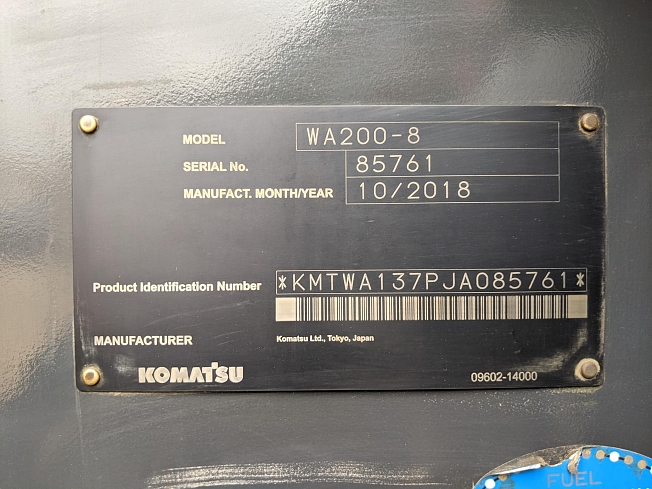 MODEL WA200-8
SERIAL No. 85761
MANUFACT. MONTH/YEAR 10/2018
Product Identification Number *KMTWA137PJA085761*
MANUFACTURER Komatsu Ltd., Tokyo, Japan
KOMATSU 09602-14000
FUEL